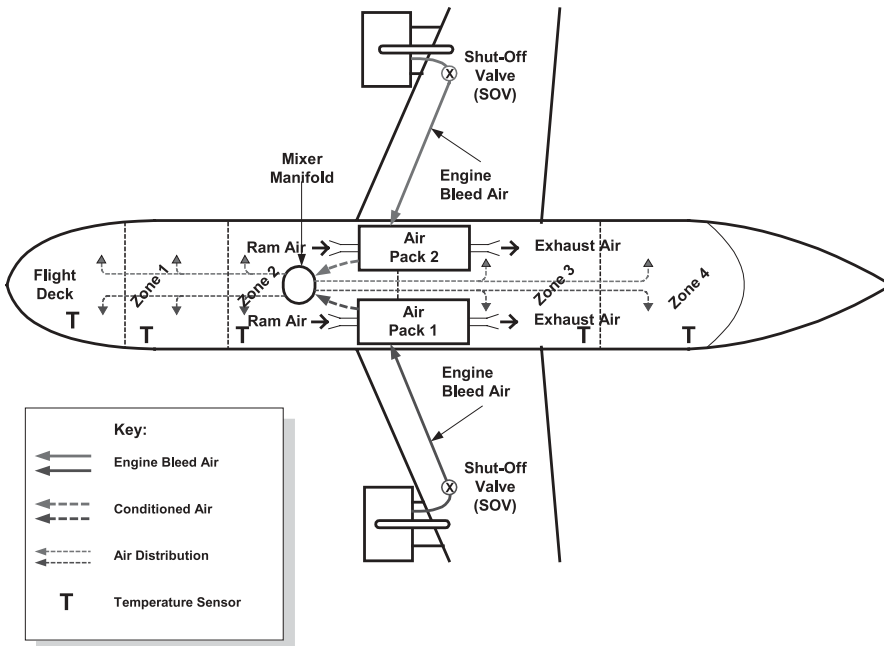 Shut-Off
Valve
(SOV)
X
Mixer
Manifold
Engine
Bleed Air
Ram Air
Air
Pack 2
Exhaust Air
Flight
Deck
Zone 1
Zone 2
Zone 3
Zone 4
T
T
T
T
T
Ram Air
Air
Pack 1
Exhaust Air
Engine
Bleed Air
X
Shut-Off
Valve
(SOV)
Key:
Engine Bleed Air
Conditioned Air
Air Distribution
T Temperature Sensor